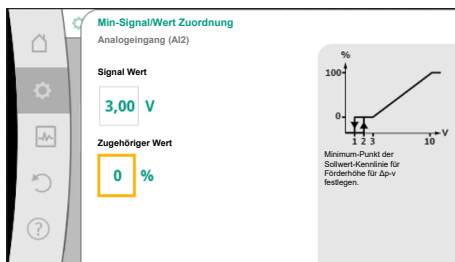 Min-Signal/Wert Zuordnung
Analogeingang (AI2)
Signal Wert
3,00 V
Zugehöriger Wert
0 %
%
100
0
1 2 3 10
V
Minimum-Punkt der
Sollwert-Kennlinie für
Förderhöhe für Δp-v
festlegen.
?